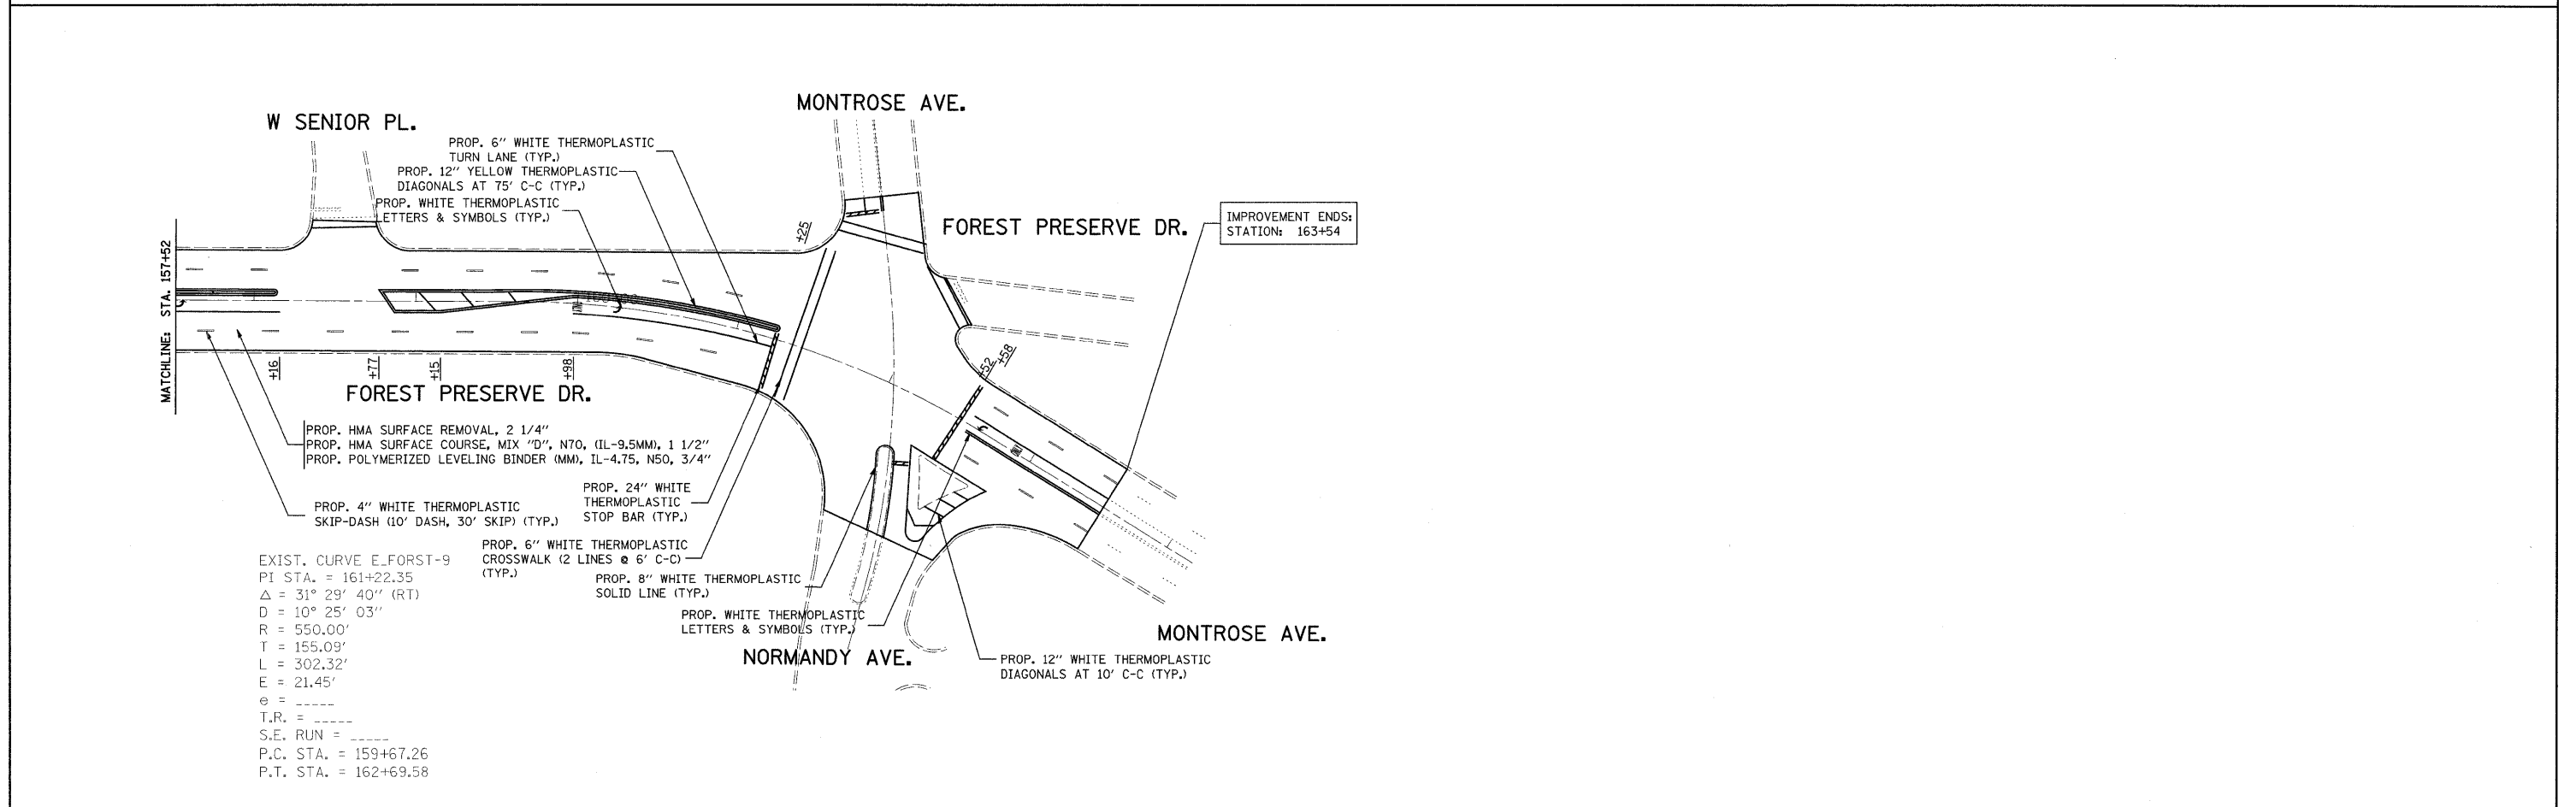 MONTROSE AVE.
W SENIOR PL.
PROP. 6" WHITE THERMOPLASTIC
TURN LANE (TYP.)
PROP. 12" YELLOW THERMOPLASTIC
DIAGONALS AT 75' C-C (TYP.)
PROP. WHITE THERMOPLASTIC
LETTERS & SYMBOLS (TYP.)
+25
FOREST PRESERVE DR.
IMPROVEMENT ENDS:
STATION: 163+54
MATCHLINE: STA. 157+52
+16
+77
+15
+98
+52
+58
FOREST PRESERVE DR.
PROP. HMA SURFACE REMOVAL, 2 1/4"
PROP. HMA SURFACE COURSE, MIX "D", N70, (IL-9.5MM), 1 1/2"
PROP. POLYMERIZED LEVELING BINDER (MM), IL-4.75, N50, 3/4"
PROP. 4" WHITE THERMOPLASTIC
SKIP-DASH (10' DASH, 30' SKIP) (TYP.)
PROP. 24" WHITE
THERMOPLASTIC
STOP BAR (TYP.)
PROP. 6" WHITE THERMOPLASTIC
CROSSWALK (2 LINES @ 6' C-C)
(TYP.)
PROP. 8" WHITE THERMOPLASTIC
SOLID LINE (TYP.)
PROP. WHITE THERMOPLASTIC
LETTERS & SYMBOLS (TYP.)
NORMANDY AVE.
MONTROSE AVE.
PROP. 12" WHITE THERMOPLASTIC
DIAGONALS AT 10' C-C (TYP.)
EXIST. CURVE E_FORST-9
PI STA. = 161+22.35
Δ = 31° 29' 40" (RT)
D = 10° 25' 03"
R = 550.00'
T = 155.09'
L = 302.32'
E = 21.45'
e = _____
T.R. = _____
S.E. RUN = _____
P.C. STA. = 159+67.26
P.T. STA. = 162+69.58